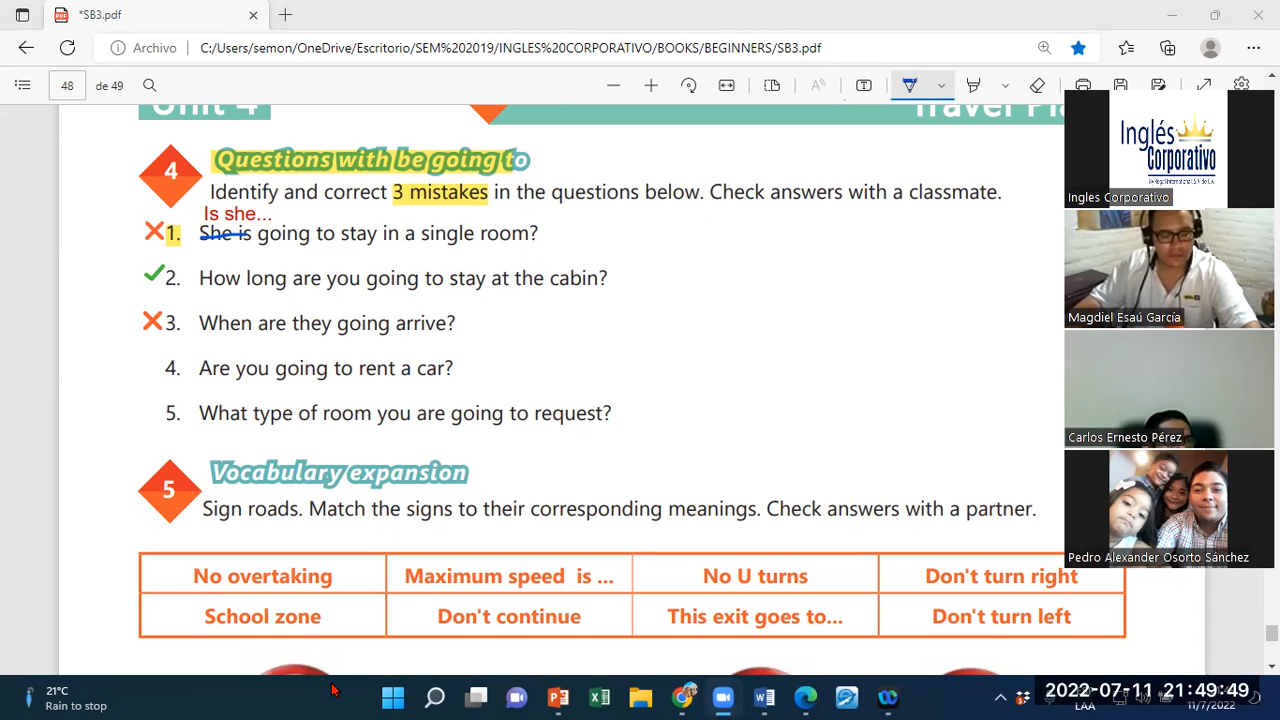 *SB3.pdf
Archivo
C:/Users/semon/OneDrive/Escritorio/SEM%202019/INGLES%20CORPORATIVO/BOOKS/BEGINNERS/SB3.pdf
48 de 49
Unit 4
4
Questions with be going to
Identify and correct 3 mistakes in the questions below. Check answers with a classmate.
Is she...
1. She is going to stay in a single room?
2. How long are you going to stay at the cabin?
3. When are they going arrive?
4. Are you going to rent a car?
5. What type of room you are going to request?
5
Vocabulary expansion
Sign roads. Match the signs to their corresponding meanings. Check answers with a partner.
No overtaking Maximum speed is ... No U turns Don't turn right
School zone Don't continue This exit goes to... Don't turn left
Inglés
Corporativo
Ingles Corporativo
Magdiel Esaú García
Carlos Ernesto Pérez
Pedro Alexander Osorto Sánchez
21°C
Rain to stop
2022-07-11 21:49:49
LAA
11/7/2022